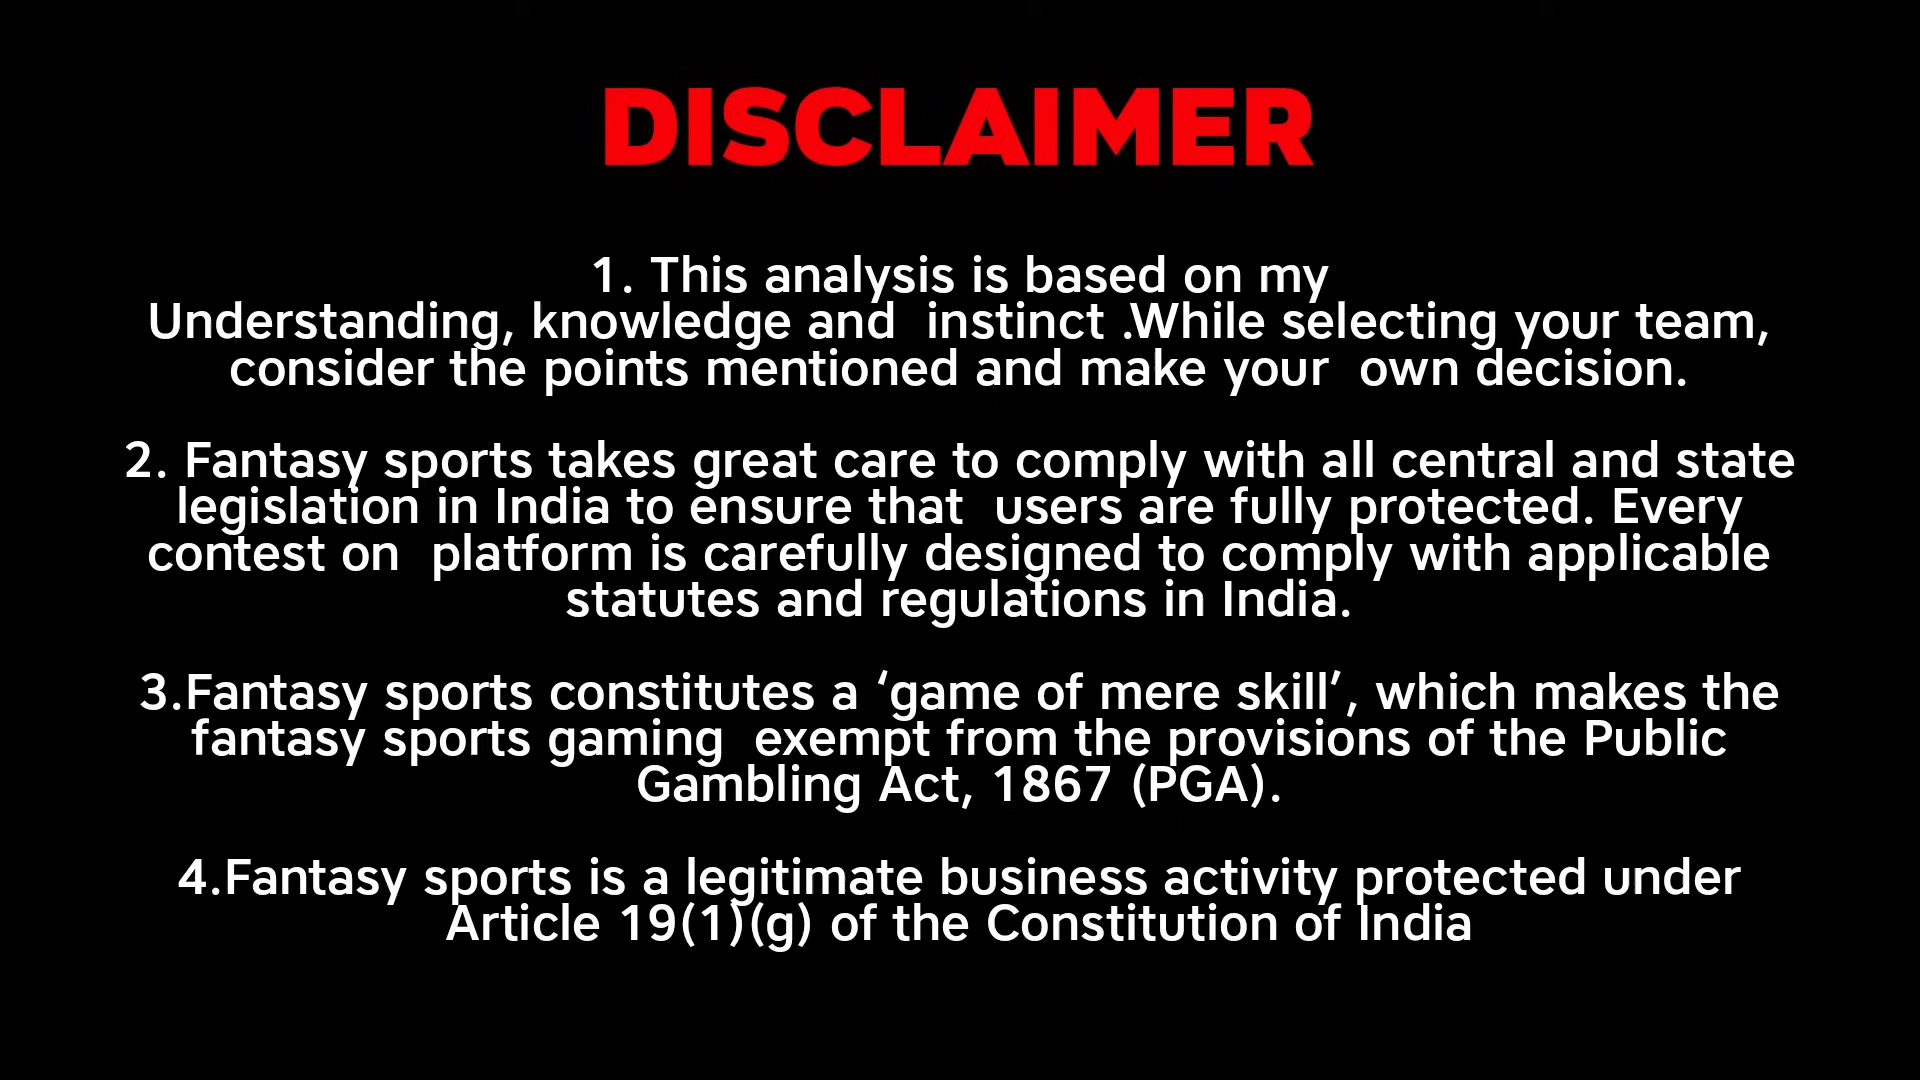 DISCLAIMER
1. This analysis is based on my
Understanding, knowledge and  instinct .While selecting your team,
consider the points mentioned and make your  own decision.
2. Fantasy sports takes great care to comply with all central and state
legislation in India to ensure that  users are fully protected. Every
contest on  platform is carefully designed to comply with applicable
statutes and regulations in India.
3.Fantasy sports constitutes a ‘game of mere skill’, which makes the
fantasy sports gaming  exempt from the provisions of the Public
Gambling Act, 1867 (PGA).
4.Fantasy sports is a legitimate business activity protected under
Article 19(1)(g) of the Constitution of India